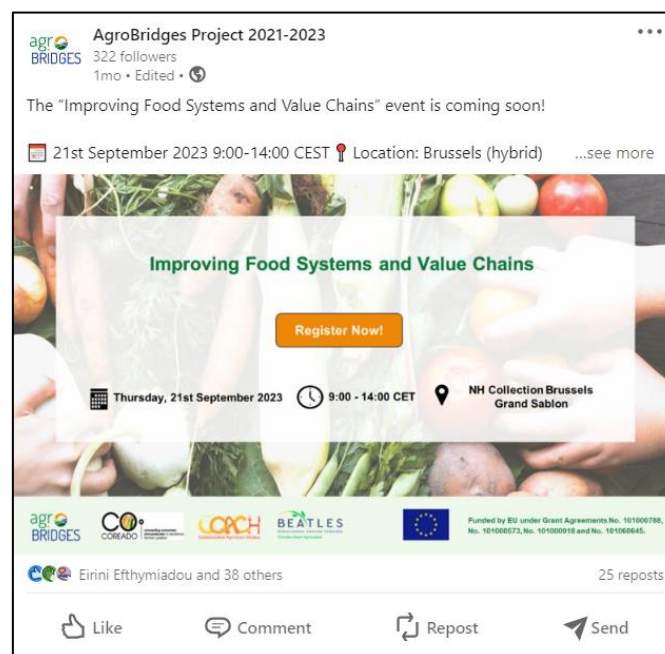 agro BRIDGES
AgroBridges Project 2021-2023
322 followers
1mo • Edited •
The “Improving Food Systems and Value Chains” event is coming soon!
21st September 2023 9:00-14:00 CEST Location: Brussels (hybrid) ...see more
Improving Food Systems and Value Chains
Register Now!
Thursday, 21st September 2023
9:00 - 14:00 CET
NH Collection Brussels
Grand Sablon
agro BRIDGES
CO
COREADO
COACH
BEATLES
Funded by EU under Grant Agreements No. 101000788,
No. 101000573, No. 101000918 and No. 101060645.
Eirini Efthymiadou and 38 others
25 reposts
Like
Comment
Repost
Send